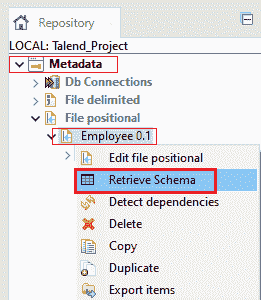 Repository
LOCAL: Talend_Project
Metadata
Db Connections
File delimited
File positional
Employee 0.1
Edit file positional
Retrieve Schema
Detect dependencies
Delete
Copy
Duplicate
Export items